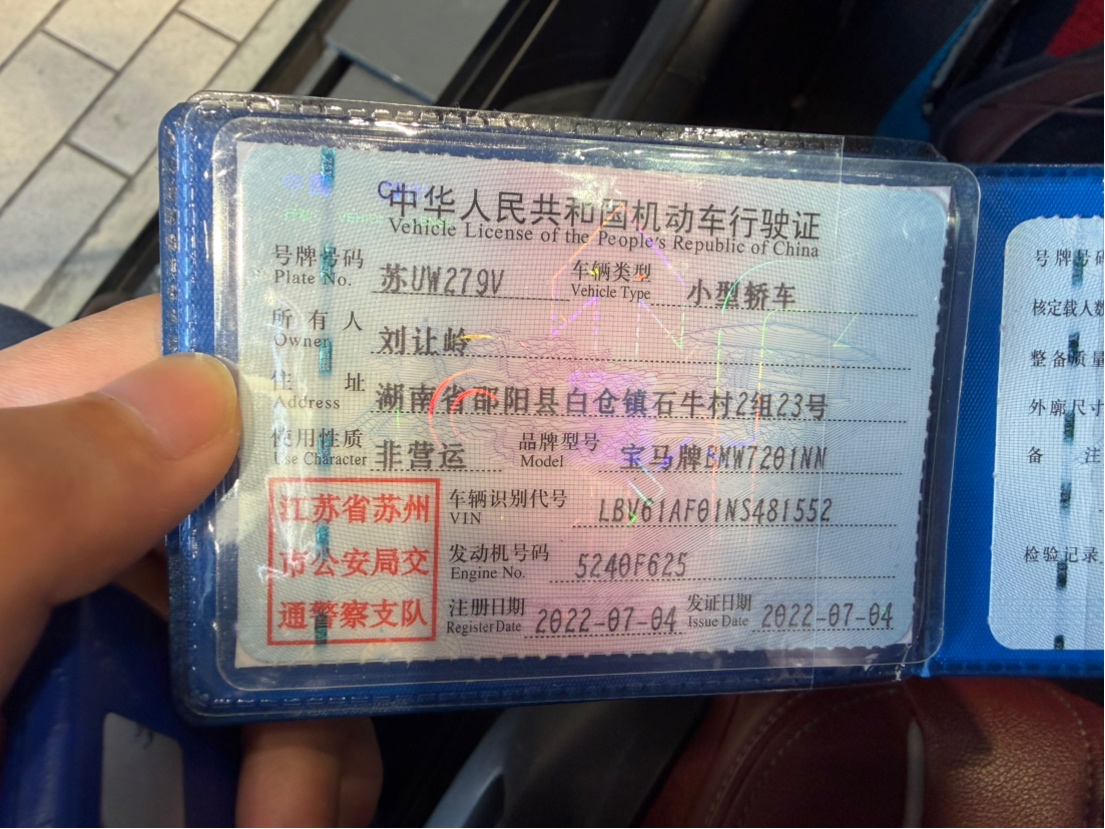 中华人民共和国机动车行驶证
Vehicle License of the People's Republic of China
号牌号码 苏UW279V 车辆类型 小型轿车
Plate No. Vehicle Type
所有人 刘让岭
Owner
住址 湖南省邵阳县白仓镇石牛村2组23号
Address
使用性质 非营运 品牌型号 宝马牌BMW7201NN
Use Character Model
江苏省苏州
市公安局交
通警察支队
车辆识别代号 LBV61AF01NS481552
VIN
发动机号码 5240F625
Engine No.
注册日期 2022-07-04 发证日期 2022-07-04
Register Date Issue Date
号牌号码
核定载人数
整备质量
外廓尺寸
备注
检验记录